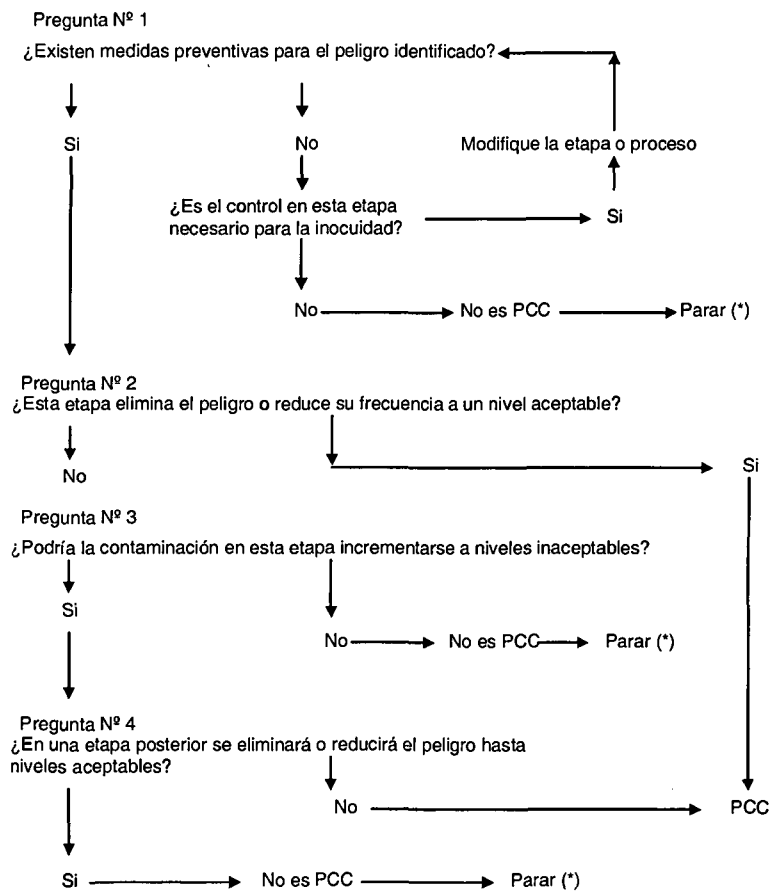 Pregunta Nº 1
¿Existen medidas preventivas para el peligro identificado?
Si
No
Modifique la etapa o proceso
¿Es el control en esta etapa
necesario para la inocuidad?
Si
No
No es PCC
Parar (*)
Pregunta Nº 2
¿Esta etapa elimina el peligro o reduce su frecuencia a un nivel aceptable?
No
Si
Pregunta Nº 3
¿Podría la contaminación en esta etapa incrementarse a niveles inaceptables?
Si
No
No es PCC
Parar (*)
Pregunta Nº 4
¿En una etapa posterior se eliminará o reducirá el peligro hasta
niveles aceptables?
No
PCC
Si
No es PCC
Parar (*)